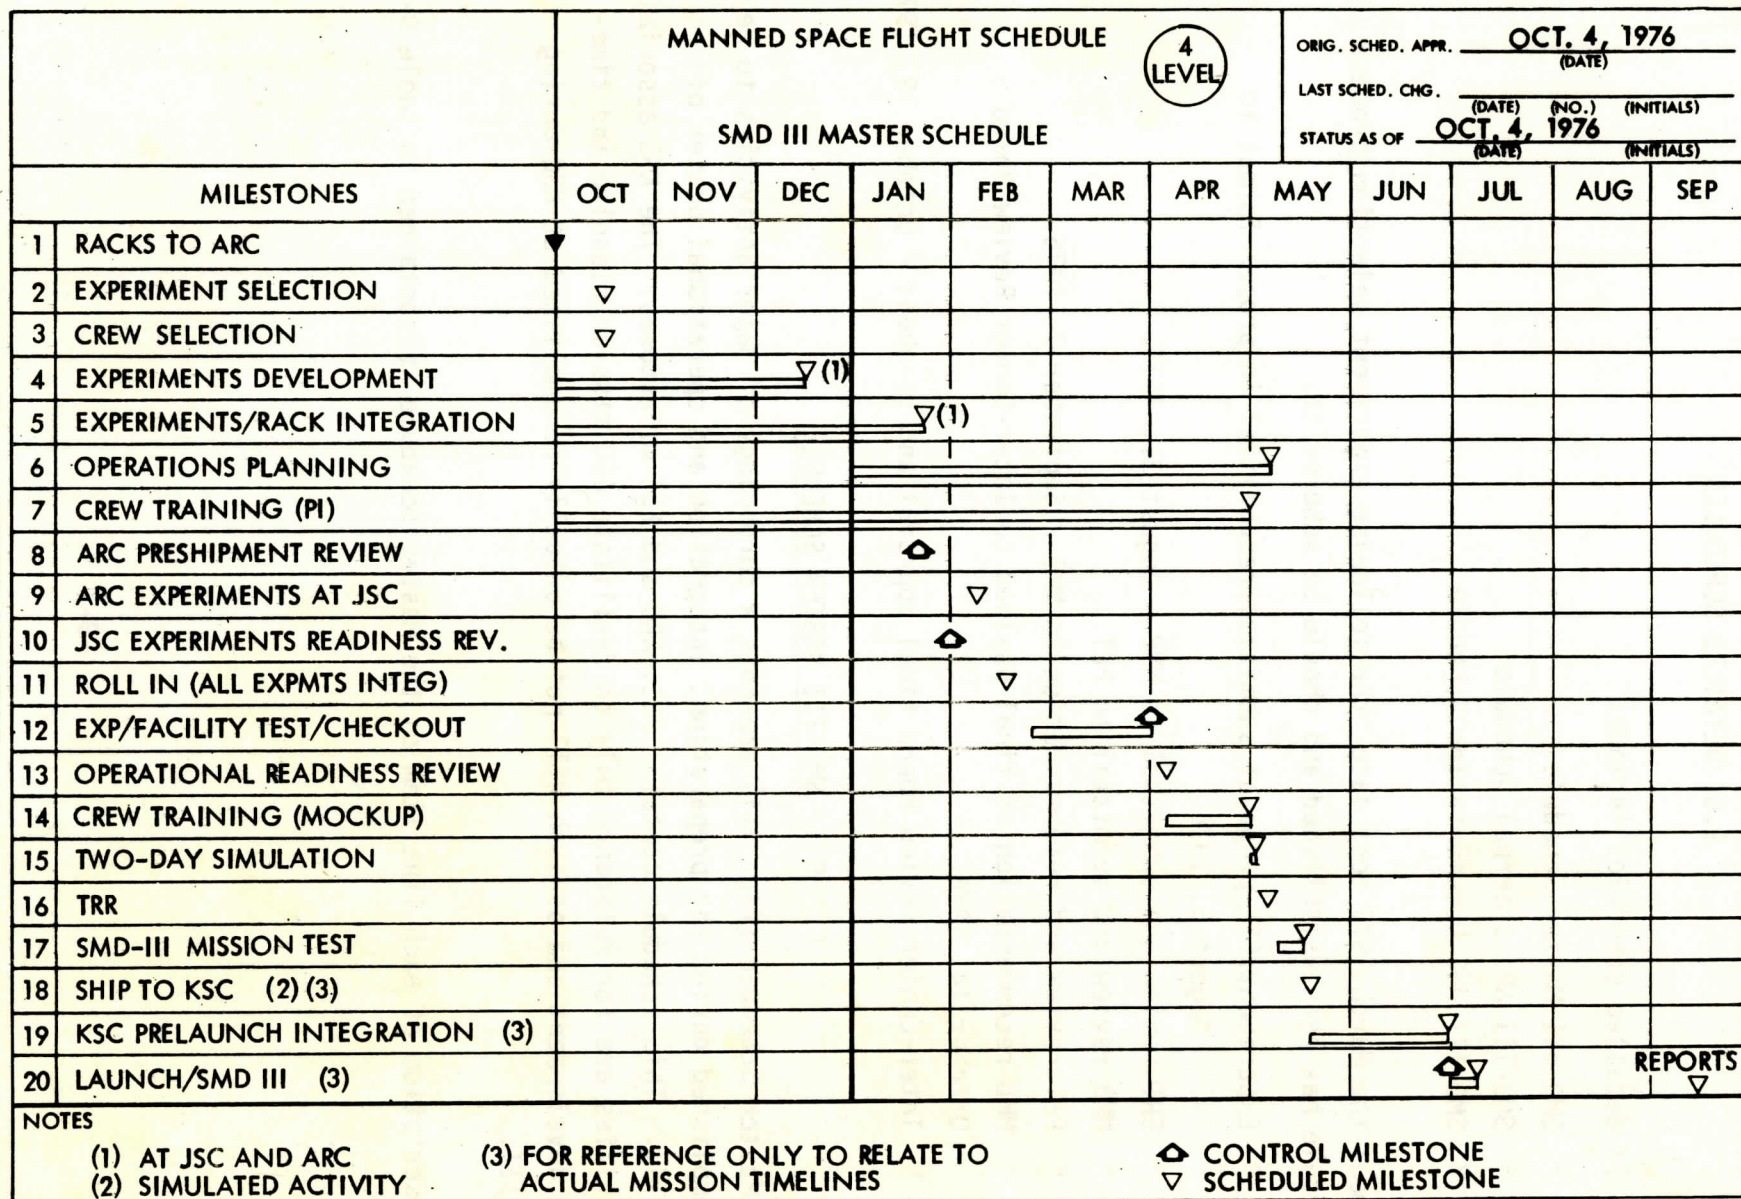 MANNED SPACE FLIGHT SCHEDULE
4
LEVEL
SMD III MASTER SCHEDULE
ORIG. SCHED. APPR. OCT. 4, 1976
(DATE)
LAST SCHED. CHG.
(DATE) (NO.) (INITIALS)
STATUS AS OF OCT. 4, 1976
(DATE) (INITIALS)
MILESTONES OCT NOV DEC JAN FEB MAR APR MAY JUN JUL AUG SEP
1 RACKS TO ARC
2 EXPERIMENT SELECTION
3 CREW SELECTION
4 EXPERIMENTS DEVELOPMENT (1)
5 EXPERIMENTS/RACK INTEGRATION (1)
6 OPERATIONS PLANNING
7 CREW TRAINING (PI)
8 ARC PRESHIPMENT REVIEW
9 ARC EXPERIMENTS AT JSC
10 JSC EXPERIMENTS READINESS REV.
11 ROLL IN (ALL EXPMTS INTEG)
12 EXP/FACILITY TEST/CHECKOUT
13 OPERATIONAL READINESS REVIEW
14 CREW TRAINING (MOCKUP)
15 TWO-DAY SIMULATION
16 TRR
17 SMD-III MISSION TEST
18 SHIP TO KSC (2) (3)
19 KSC PRELAUNCH INTEGRATION (3)
20 LAUNCH/SMD III (3) REPORTS
NOTES
(1) AT JSC AND ARC
(2) SIMULATED ACTIVITY
(3) FOR REFERENCE ONLY TO RELATE TO
ACTUAL MISSION TIMELINES
CONTROL MILESTONE
SCHEDULED MILESTONE